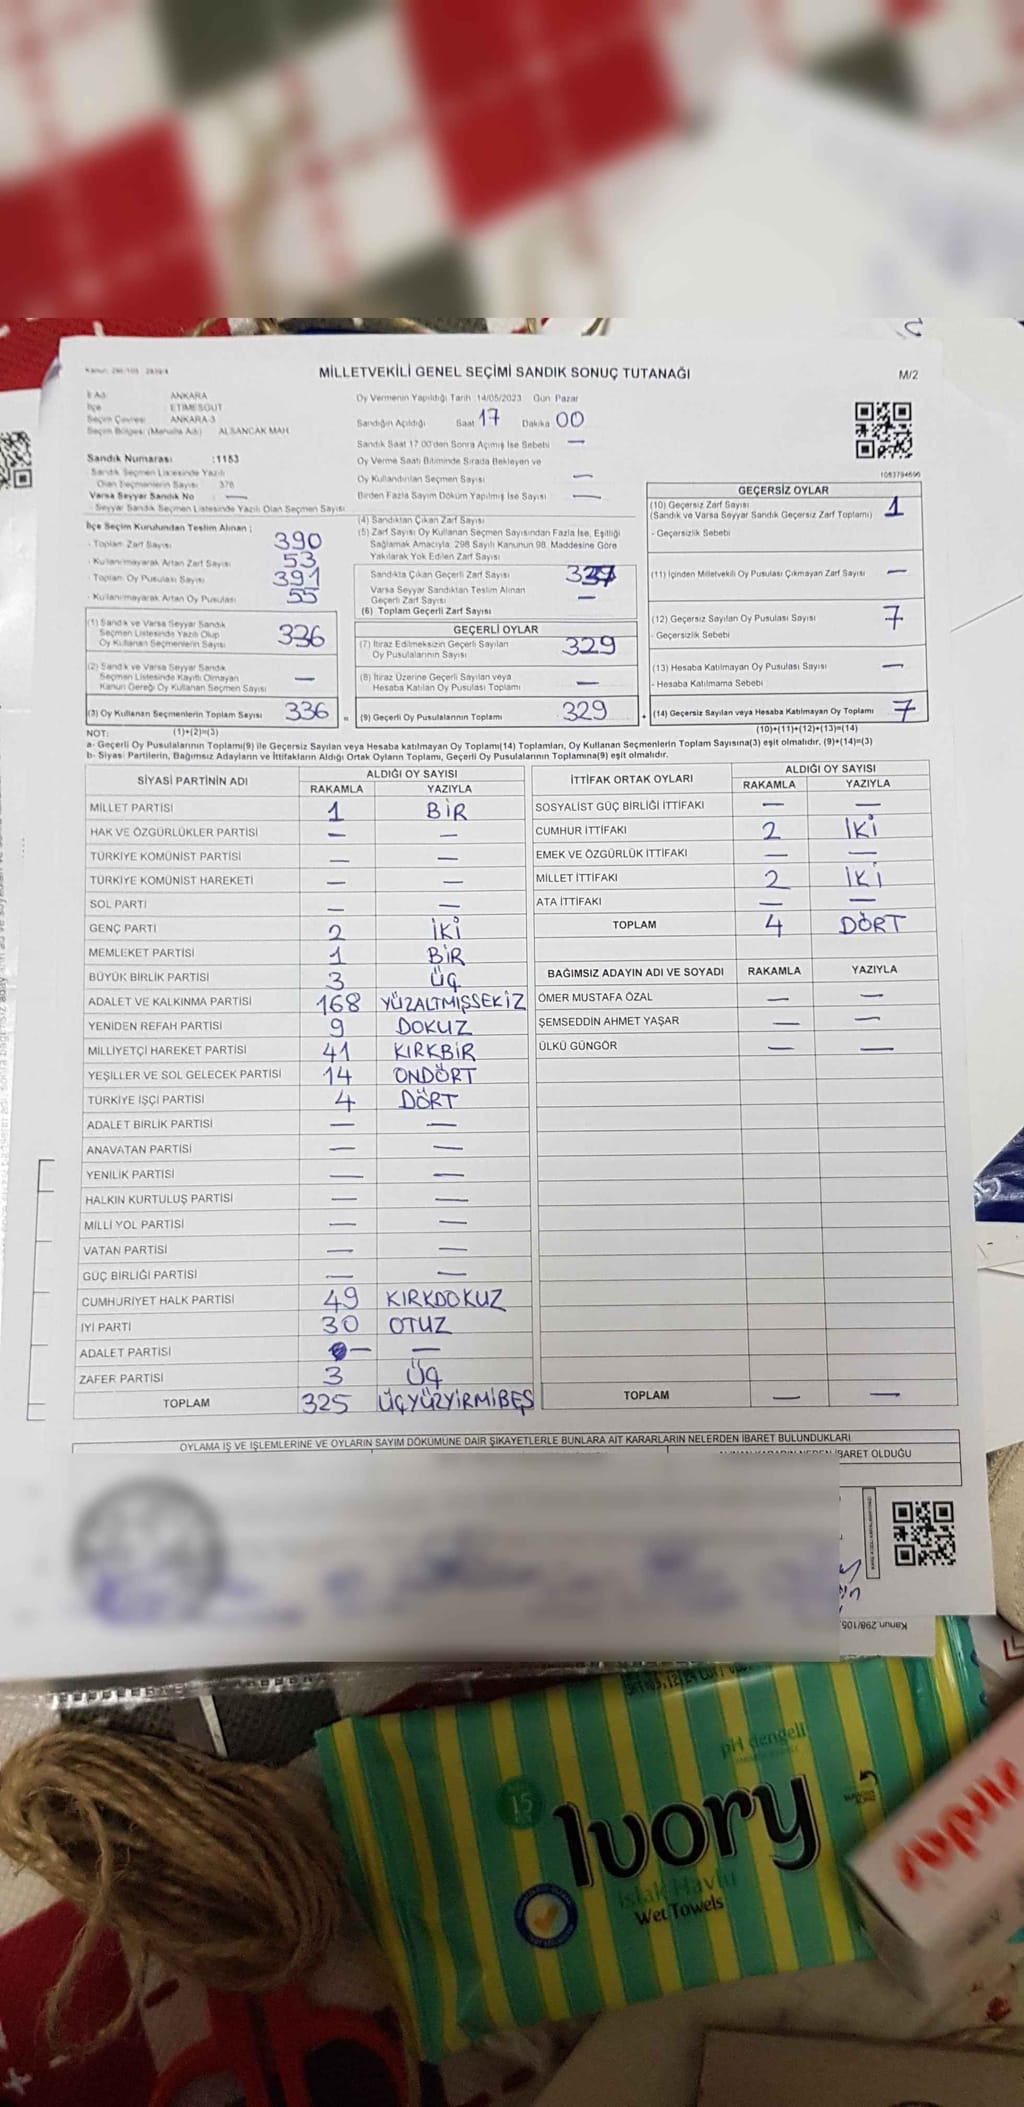 MİLLETVEKİLİ GENEL SEÇİMİ SANDIK SONUÇ TUTANAĞI
M/2
İl Adı ANKARA
İlçe ETİMESGUT
Seçim Çevresi ANKARA-3
Seçim Bölgesi (Mahalle Adı) ALSANCAK MAH.
Sandık Numarası :1153
Sandık Seçmen Listesinde Yazılı
Olan Seçmenlerin Sayısı 376
Varsa Seyyar Sandık No —
- Seyyar Sandık Seçmen Listesinde Yazılı Olan Seçmen Sayısı
Oy Vermenin Yapıldığı Tarih :14/05/2023 Gün Pazar
Sandığın Açıldığı Saat 17 Dakika 00
Sandık Saat 17.00'den Sonra Açımış İse Sebebi —
Oy Verme Saati Bitiminde Sırada Bekleyen ve
Oy Kullandırılan Seçmen Sayısı —
Birden Fazla Sayım Döküm Yapılmış İse Sayısı —
1083794696
İlçe Seçim Kurulundan Teslim Alınan ;
- Toplam Zarf Sayısı 390
- Kullanılmayarak Artan Zarf Sayısı 53
- Toplam Oy Pusulası Sayısı 391
- Kullanılmayarak Artan Oy Pusulası 55
(1) Sandık ve Varsa Seyyar Sandık
Seçmen Listesinde Yazılı Olup
Oy Kullanan Seçmenlerin Sayısı 336
(2) Sandık ve Varsa Seyyar Sandık
Seçmen Listesinde Kayıtlı Olmayan
Kanun Gereği Oy Kullanan Seçmen Sayısı —
(3) Oy Kullanan Seçmenlerin Toplam Sayısı 336 =
(4) Sandıktan Çıkan Zarf Sayısı
(5) Zarf Sayısı Oy Kullanan Seçmen Sayısından Fazla İse, Eşitliği
Sağlamak Amacıyla, 298 Sayılı Kanunun 98. Maddesine Göre
Yakılarak Yok Edilen Zarf Sayısı
Sandıkta Çıkan Geçerli Zarf Sayısı
Varsa Seyyar Sandıktan Teslim Alınan
Geçerli Zarf Sayısı —
(6) Toplam Geçerli Zarf Sayısı
GEÇERLİ OYLAR
(7) İtiraz Edilmeksizin Geçerli Sayılan
Oy Pusulalarının Sayısı 329
(8) İtiraz Üzerine Geçerli Sayılan veya
Hesaba Katılan Oy Pusulası Toplamı —
(9) Geçerli Oy Pusulalarının Toplamı 329 +
GEÇERSİZ OYLAR
(10) Geçersiz Zarf Sayısı
(Sandık ve Varsa Seyyar Sandık Geçersiz Zarf Toplamı) 1
- Geçersizlik Sebebi
(11) İçinden Milletvekili Oy Pusulası Çıkmayan Zarf Sayısı —
(12) Geçersiz Sayılan Oy Pusulası Sayısı 7
- Geçersizlik Sebebi
(13) Hesaba Katılmayan Oy Pusulası Sayısı —
- Hesaba Katılmama Sebebi
(14) Geçersiz Sayılan veya Hesaba Katılmayan Oy Toplamı 7
NOT: (1)+(2)=(3)
(10)+(11)+(12)+(13)=(14)
a- Geçerli Oy Pusulalarının Toplamı(9) ile Geçersiz Sayılan veya Hesaba katılmayan Oy Toplamı(14) Toplamları, Oy Kullanan Seçmenlerin Toplam Sayısına(3) eşit olmalıdır. (9)+(14)=(3)
b- Siyasi Partilerin, Bağımsız Adayların ve İttifakların Aldığı Ortak Oyların Toplamı, Geçerli Oy Pusulalarının Toplamına(9) eşit olmalıdır.
SİYASİ PARTİNİN ADI ALDIĞI OY SAYISI
RAKAMLA YAZIYLA
MİLLET PARTİSİ 1 BİR
HAK VE ÖZGÜRLÜKLER PARTİSİ — —
TÜRKİYE KOMÜNİST PARTİSİ — —
TÜRKİYE KOMÜNİST HAREKETİ — —
SOL PARTİ — —
GENÇ PARTİ 2 İKİ
MEMLEKET PARTİSİ 1 BİR
BÜYÜK BİRLİK PARTİSİ 3 ÜÇ
ADALET VE KALKINMA PARTİSİ 168 YÜZALTMIŞSEKİZ
YENİDEN REFAH PARTİSİ 9 DOKUZ
MİLLİYETÇİ HAREKET PARTİSİ 41 KIRKBİR
YEŞİLLER VE SOL GELECEK PARTİSİ 14 ONDÖRT
TÜRKİYE İŞÇİ PARTİSİ 4 DÖRT
ADALET BİRLİK PARTİSİ — —
ANAVATAN PARTİSİ — —
YENİLİK PARTİSİ — —
HALKIN KURTULUŞ PARTİSİ — —
MİLLİ YOL PARTİSİ — —
VATAN PARTİSİ — —
GÜÇ BİRLİĞİ PARTİSİ — —
CUMHURİYET HALK PARTİSİ 49 KIRKDOKUZ
İYİ PARTİ 30 OTUZ
ADALET PARTİSİ — —
ZAFER PARTİSİ 3 ÜÇ
TOPLAM 325 ÜÇYÜZYİRMİBEŞ
İTTİFAK ORTAK OYLARI ALDIĞI OY SAYISI
RAKAMLA YAZIYLA
SOSYALİST GÜÇ BİRLİĞİ İTTİFAKI — —
CUMHUR İTTİFAKI 2 İKİ
EMEK VE ÖZGÜRLÜK İTTİFAKI — —
MİLLET İTTİFAKI 2 İKİ
ATA İTTİFAKI — —
TOPLAM 4 DÖRT
BAĞIMSIZ ADAYIN ADI VE SOYADI RAKAMLA YAZIYLA
ÖMER MUSTAFA ÖZAL — —
ŞEMSEDDİN AHMET YAŞAR — —
ÜLKÜ GÜNGÖR — —
TOPLAM — —
OYLAMA İŞ VE İŞLEMLERİNE VE OYLARIN SAYIM DÖKÜMÜNE DAİR ŞİKAYETLERLE BUNLARA AİT KARARLARIN NELERDEN İBARET BULUNDUKLARI
İBARET OLDUĞU
Kanun.298/105
pH dengeli
15
Ivory
Islak Havlu
Wet Towels